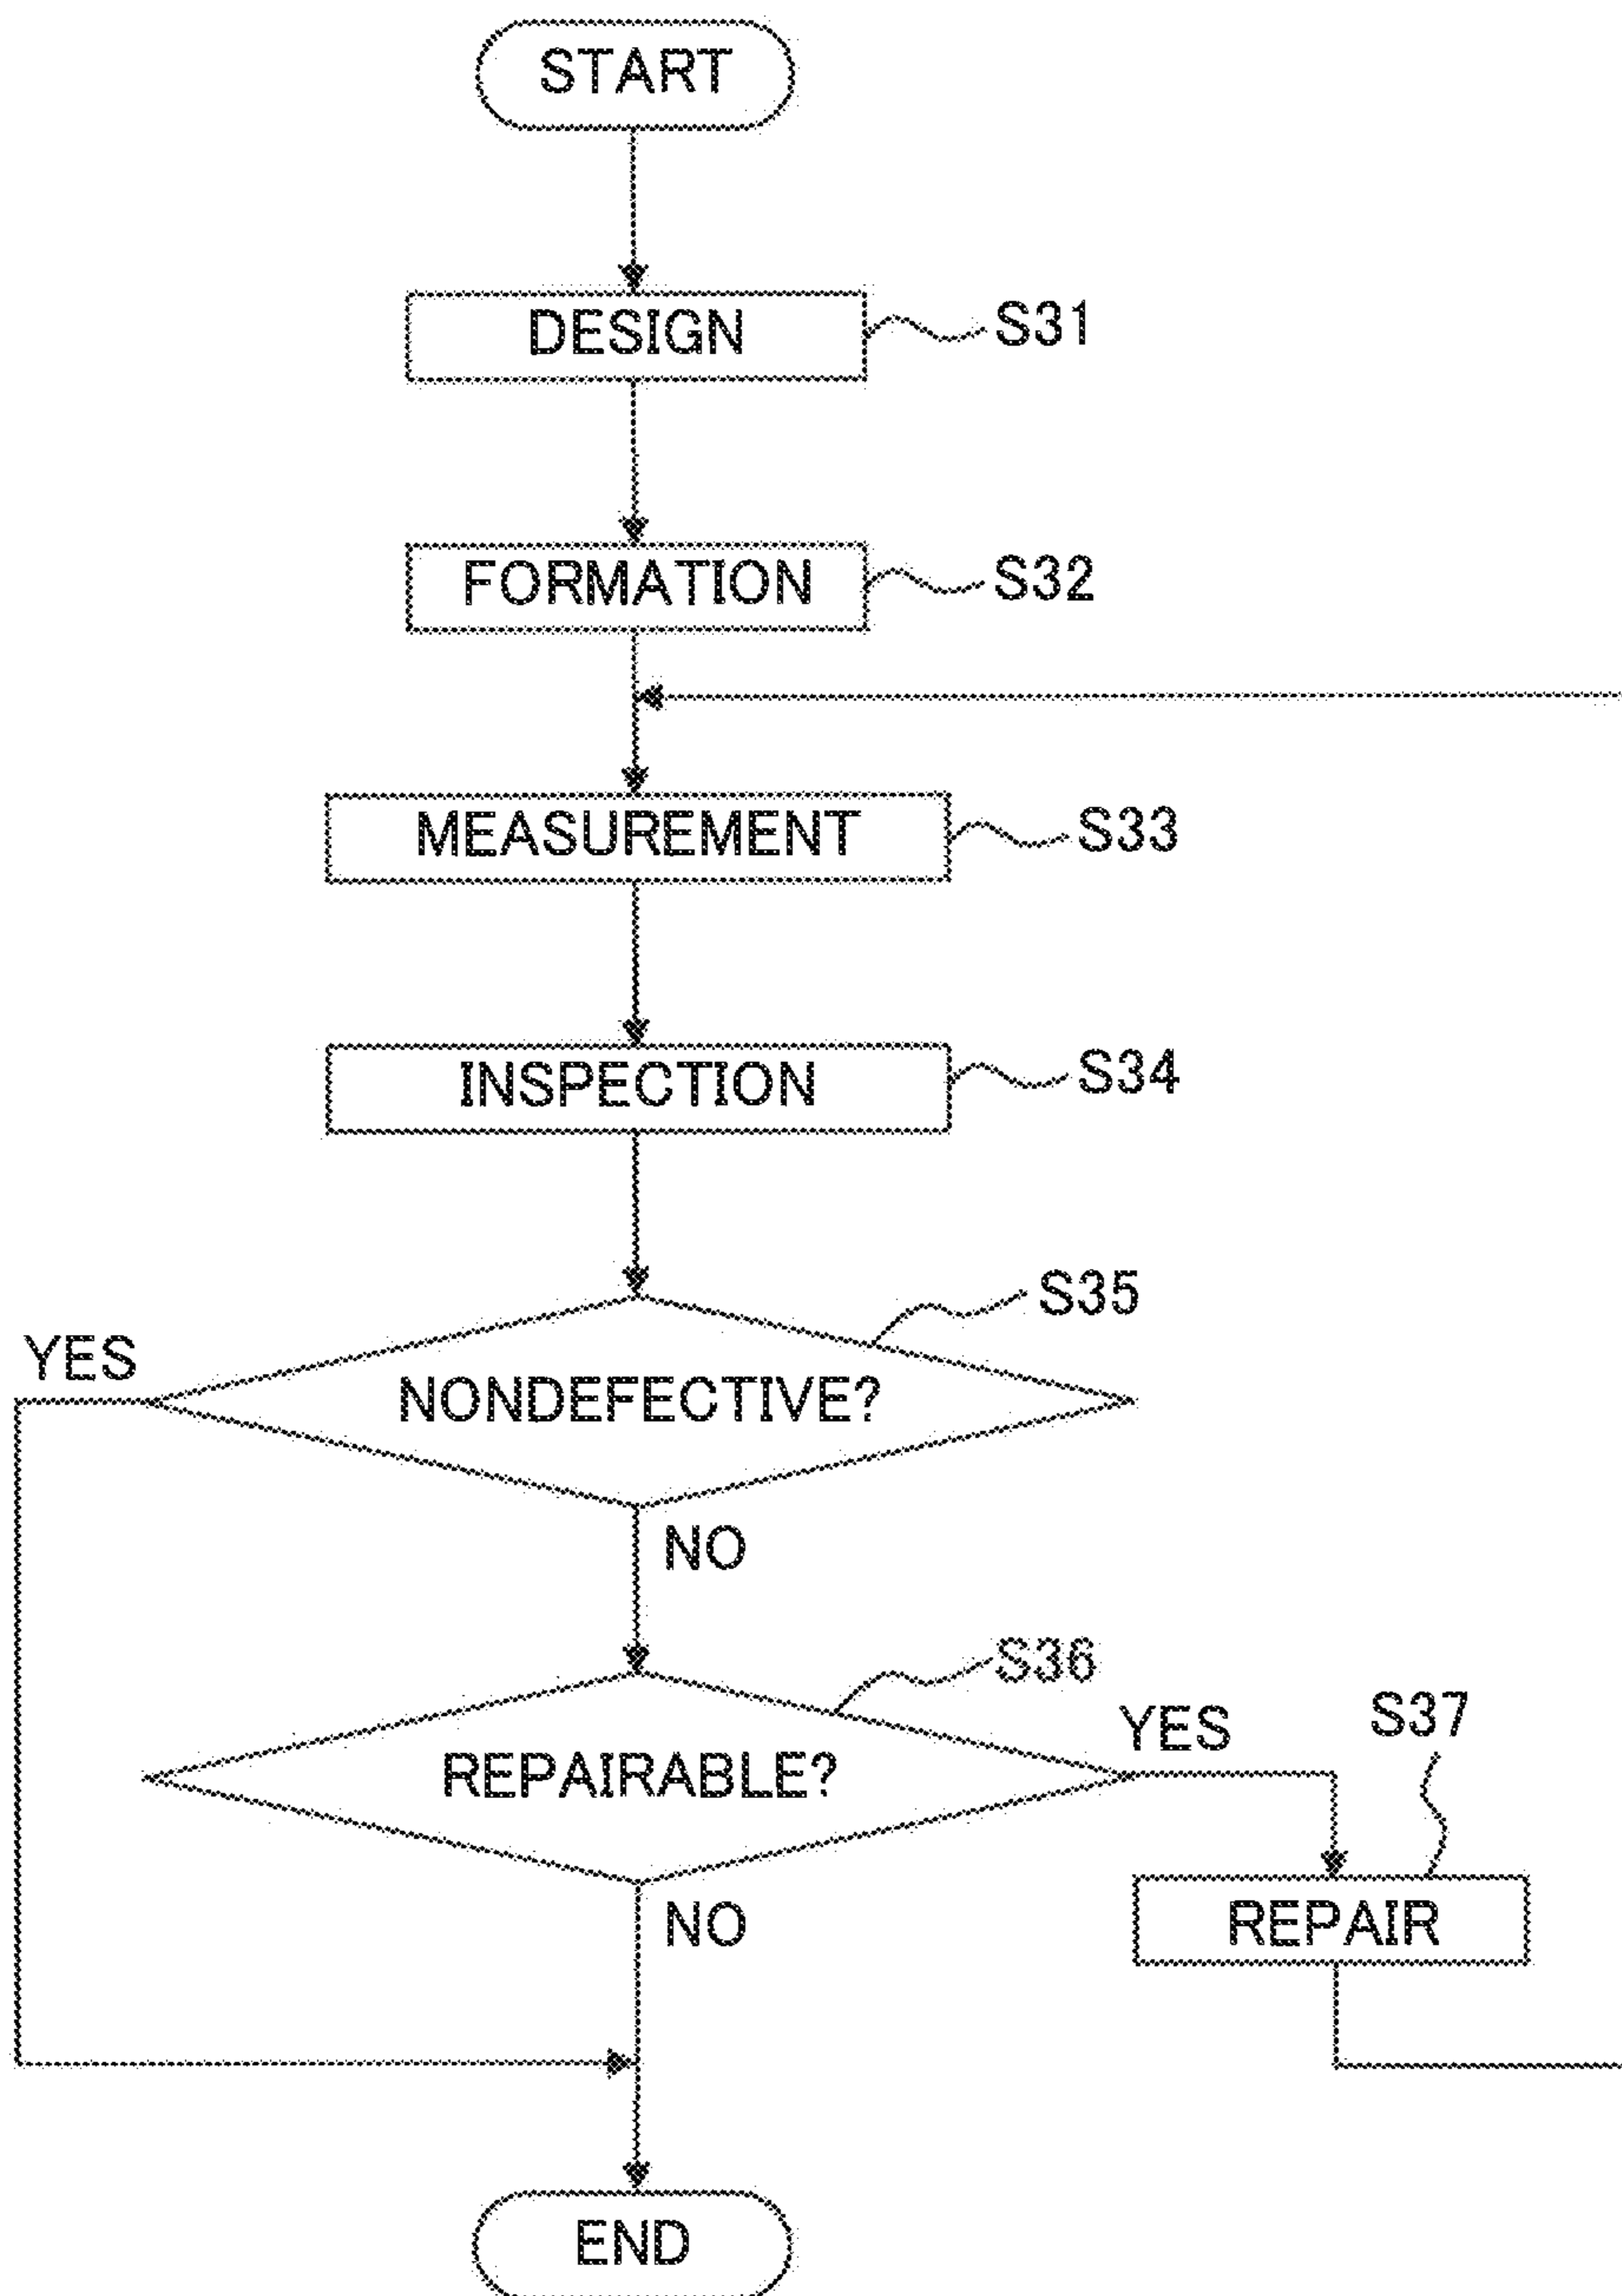 START
DESIGN
S31
FORMATION
S32
MEASUREMENT
S33
INSPECTION
S34
S35
YES
NONDEFECTIVE?
NO
S36
YES
S37
REPAIRABLE?
REPAIR
NO
END